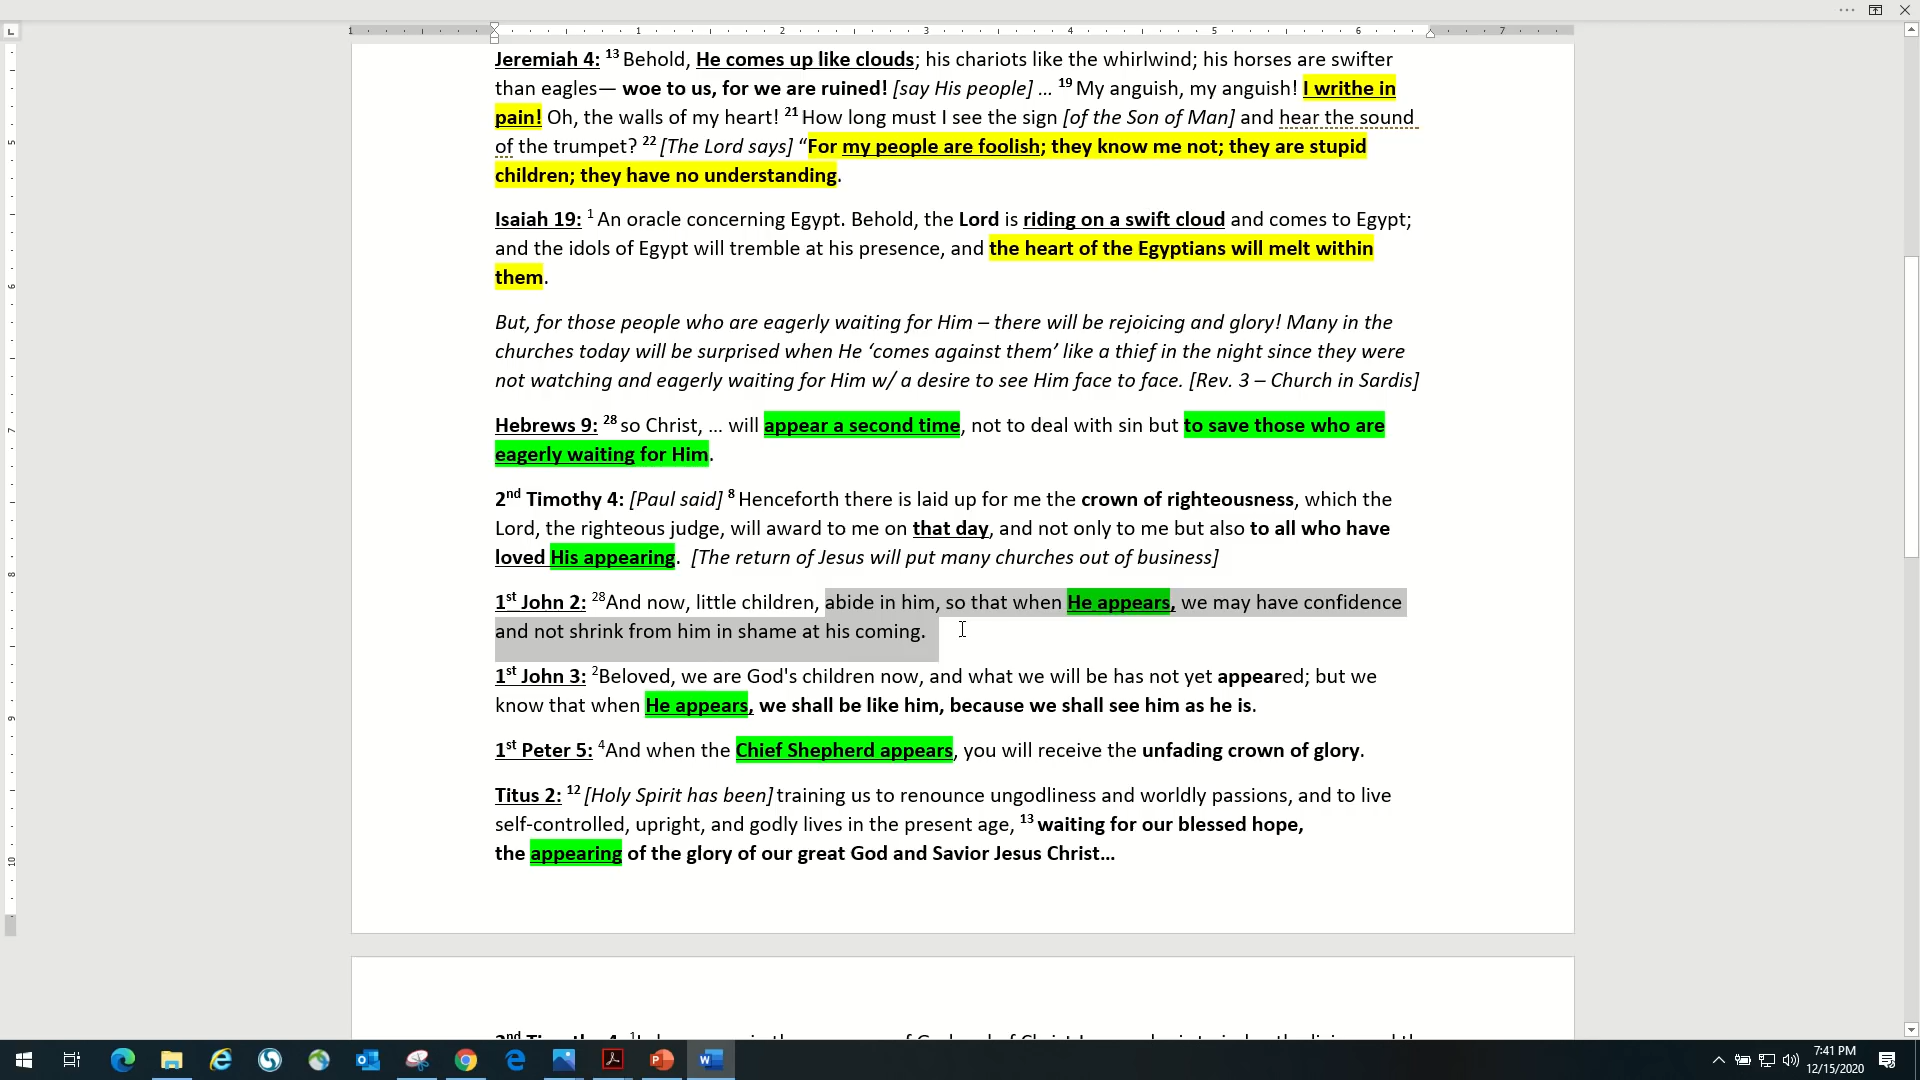 1 1 2 3 4 5 6 7
Jeremiah 4: 13 Behold, He comes up like clouds; his chariots like the whirlwind; his horses are swifter
than eagles— woe to us, for we are ruined! [say His people] ... 19 My anguish, my anguish! I writhe in
pain! Oh, the walls of my heart! 21 How long must I see the sign [of the Son of Man] and hear the sound
of the trumpet? 22 [The Lord says] “For my people are foolish; they know me not; they are stupid
children; they have no understanding.
Isaiah 19: 1 An oracle concerning Egypt. Behold, the Lord is riding on a swift cloud and comes to Egypt;
and the idols of Egypt will tremble at his presence, and the heart of the Egyptians will melt within
them.
But, for those people who are eagerly waiting for Him – there will be rejoicing and glory! Many in the
churches today will be surprised when He ‘comes against them’ like a thief in the night since they were
not watching and eagerly waiting for Him w/ a desire to see Him face to face. [Rev. 3 – Church in Sardis]
Hebrews 9: 28 so Christ, ... will appear a second time, not to deal with sin but to save those who are
eagerly waiting for Him.
2nd Timothy 4: [Paul said] 8 Henceforth there is laid up for me the crown of righteousness, which the
Lord, the righteous judge, will award to me on that day, and not only to me but also to all who have
loved His appearing. [The return of Jesus will put many churches out of business]
1st John 2: 28And now, little children, abide in him, so that when He appears, we may have confidence
and not shrink from him in shame at his coming.
1st John 3: 2Beloved, we are God's children now, and what we will be has not yet appeared; but we
know that when He appears, we shall be like him, because we shall see him as he is.
1st Peter 5: 4And when the Chief Shepherd appears, you will receive the unfading crown of glory.
Titus 2: 12 [Holy Spirit has been] training us to renounce ungodliness and worldly passions, and to live
self-controlled, upright, and godly lives in the present age, 13 waiting for our blessed hope,
the appearing of the glory of our great God and Savior Jesus Christ...
5
6
7
8
9
10
7:41 PM
12/15/2020